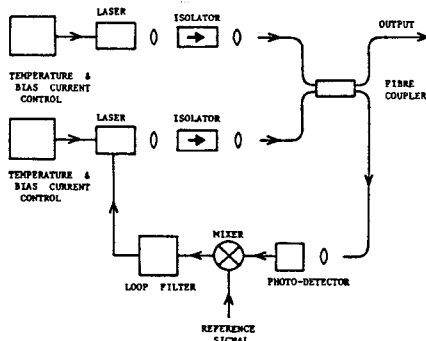 LASER
ISOLATOR
OUTPUT
TEMPERATURE &
BIAS CURRENT
CONTROL
FIBRE
COUPLER
LASER
ISOLATOR
TEMPERATURE &
BIAS CURRENT
CONTROL
MIXER
LOOP FILTER
PHOTO-DETECTOR
REFERENCE
SIGNAL